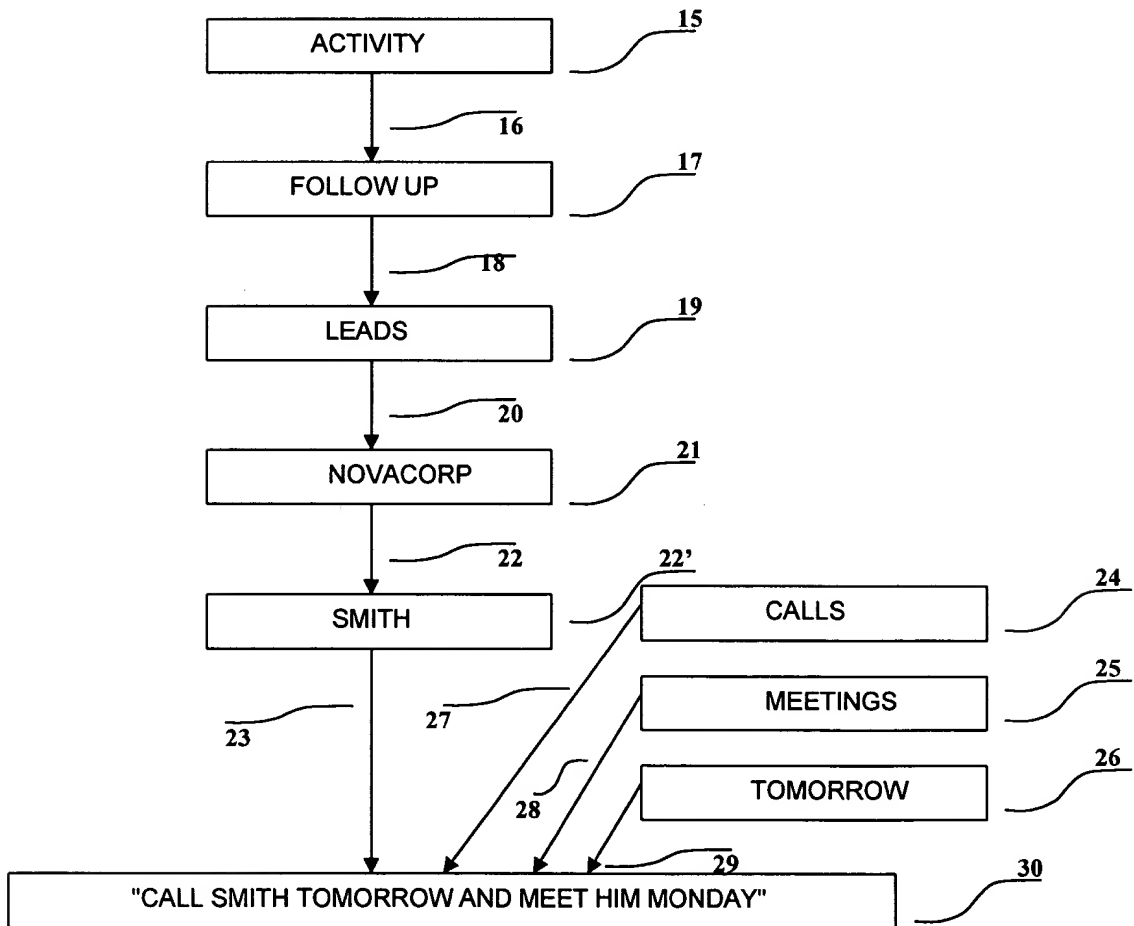 15
ACTIVITY
16
17
FOLLOW UP
18
19
LEADS
20
21
NOVACORP
22
22’
24
SMITH
CALLS
25
23
27
MEETINGS
26
28
TOMORROW
29
30
"CALL SMITH TOMORROW AND MEET HIM MONDAY"